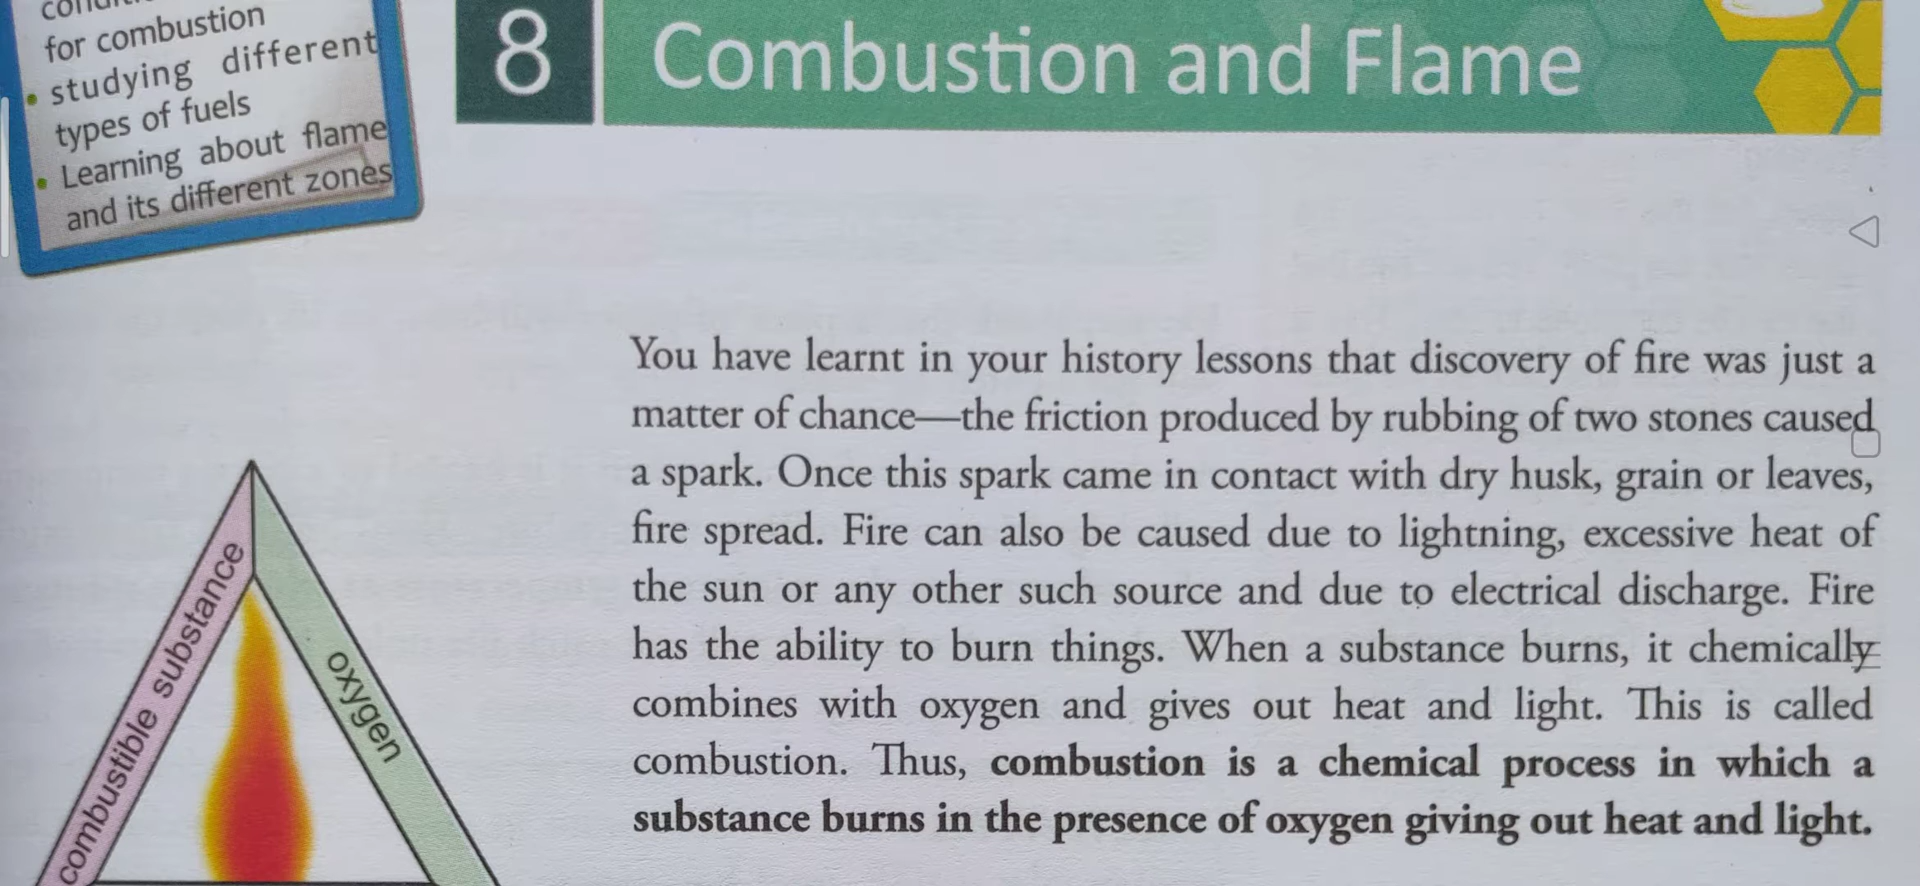 for combustion
• studying different
types of fuels
• Learning about flame
and its different zones
8
Combustion and Flame
You have learnt in your history lessons that discovery of fire was just a
matter of chance—the friction produced by rubbing of two stones caused
a spark. Once this spark came in contact with dry husk, grain or leaves,
fire spread. Fire can also be caused due to lightning, excessive heat of
the sun or any other such source and due to electrical discharge. Fire
has the ability to burn things. When a substance burns, it chemically
combines with oxygen and gives out heat and light. This is called
combustion. Thus, combustion is a chemical process in which a
substance burns in the presence of oxygen giving out heat and light.
combustible substance
oxygen